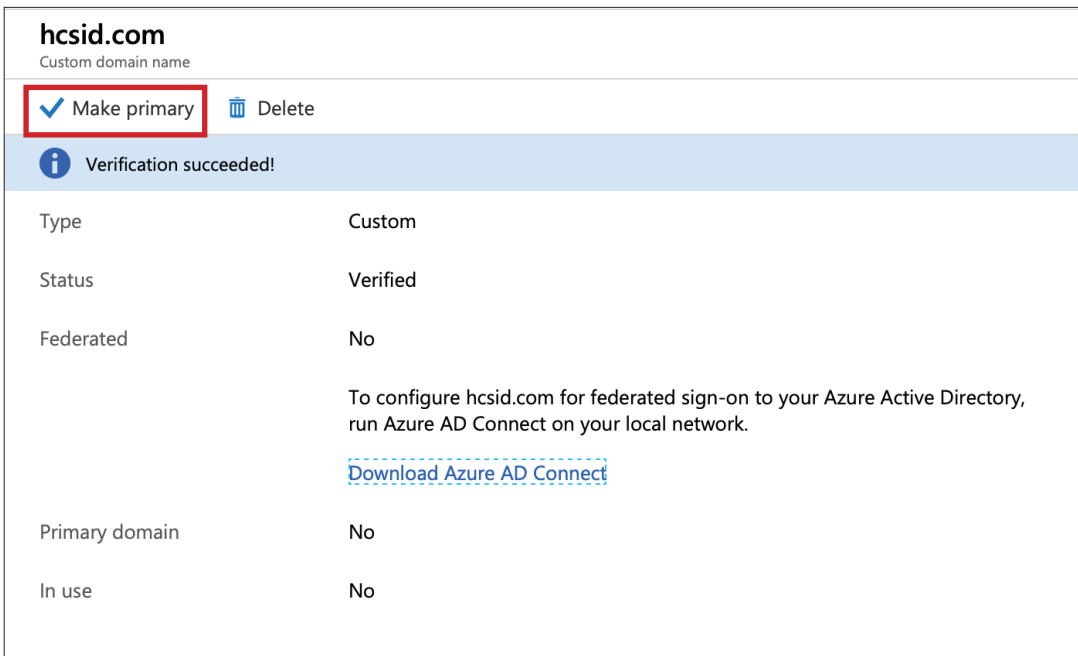 hcsid.com
Custom domain name
Make primary Delete
Verification succeeded!
Type Custom
Status Verified
Federated No
To configure hcsid.com for federated sign-on to your Azure Active Directory,
run Azure AD Connect on your local network.
Download Azure AD Connect
Primary domain No
In use No